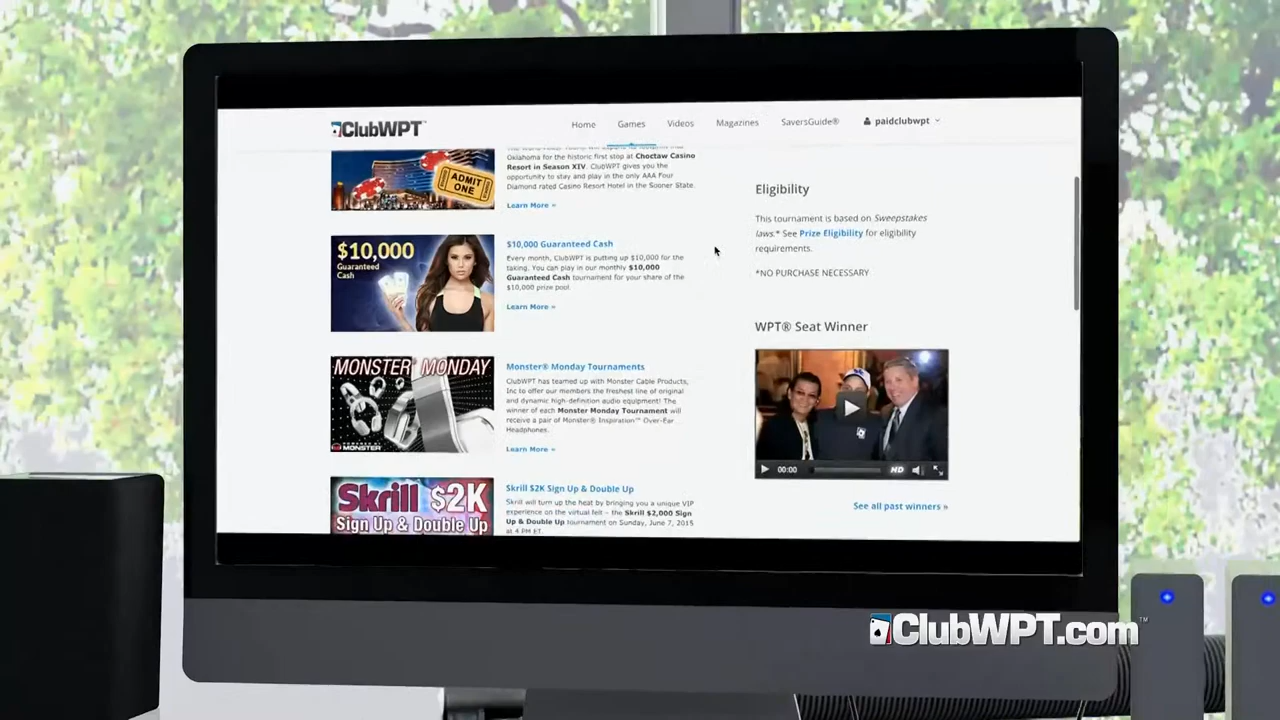 ClubWPT™
Home
Games
Videos
Magazines
SaversGuide®
paidclubwpt
Oklahoma for the historic first stop at Choctaw Casino
Resort in Season XIV. ClubWPT gives you the
opportunity to stay and play in the only AAA Four
Diamond rated Casino Resort Hotel in the Sooner State.
Learn More »
ADMIT
ONE
$10,000
Guaranteed
Cash
$10,000 Guaranteed Cash
Every month, ClubWPT is putting up $10,000 for the
taking. You can play in our monthly $10,000
Guaranteed Cash tournament for your share of the
$10,000 prize pool.
Learn More »
MONSTER MONDAY
MONSTER
Monster® Monday Tournaments
ClubWPT has teamed up with Monster Cable Products,
Inc to offer our members the freshest line of original
and dynamic high-definition audio equipment! The
winner of each Monster Monday Tournament will
receive a pair of Monster® Inspiration™ Over-Ear
Headphones.
Learn More »
Skrill $2K
Sign Up & Double Up
Skrill $2K Sign Up & Double Up
Skrill will turn up the heat by bringing you a unique VIP
experience on the virtual felt – the Skrill $2,000 Sign
Up & Double Up tournament on Sunday, June 7, 2015
at 4 PM ET.
Eligibility
This tournament is based on Sweepstakes
laws.* See Prize Eligibility for eligibility
requirements.
*NO PURCHASE NECESSARY
WPT® Seat Winner
00:00
HD
See all past winners »
ClubWPT.com™